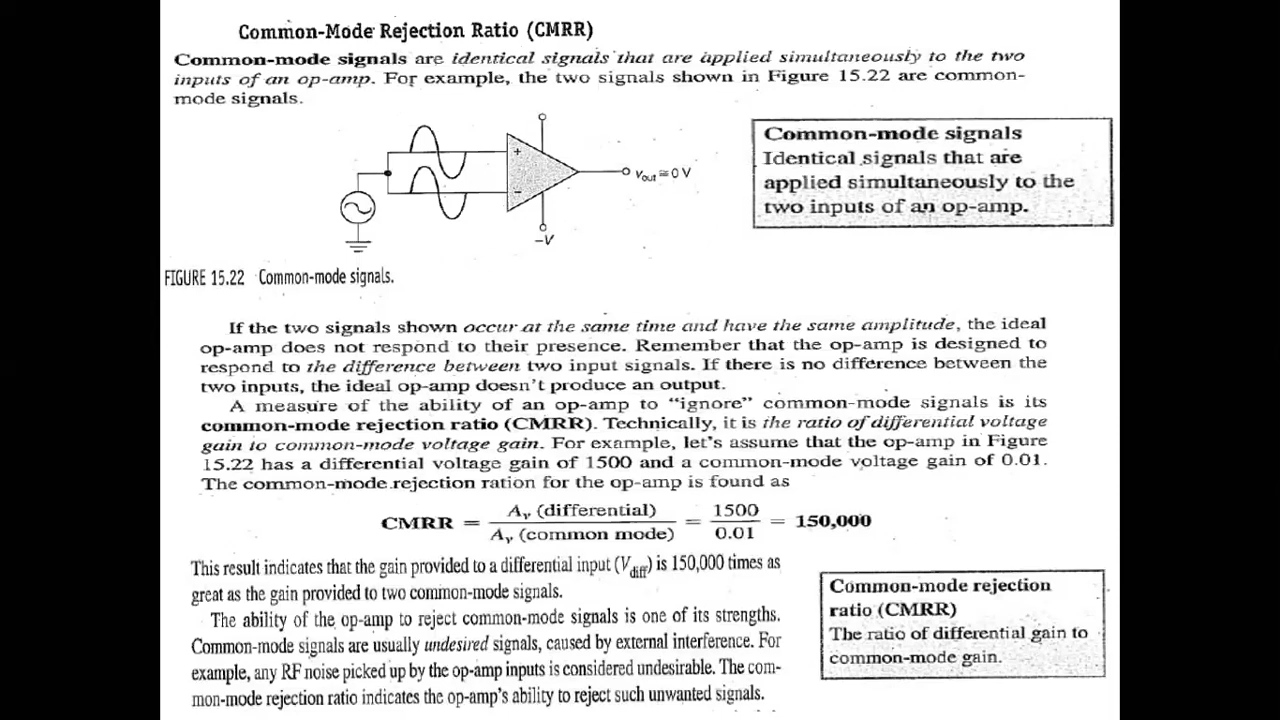 Common-Mode Rejection Ratio (CMRR)
Common-mode signals are identical signals that are applied simultaneously to the two
inputs of an op-amp. For example, the two signals shown in Figure 15.22 are common-
mode signals.
+
−
vout = 0 V
−V
Common-mode signals
Identical signals that are
applied simultaneously to the
two inputs of an op-amp.
FIGURE 15.22 Common-mode signals.
If the two signals shown occur at the same time and have the same amplitude, the ideal
op-amp does not respond to their presence. Remember that the op-amp is designed to
respond to the difference between two input signals. If there is no difference between the
two inputs, the ideal op-amp doesn't produce an output.
A measure of the ability of an op-amp to "ignore" common-mode signals is its
common-mode rejection ratio (CMRR). Technically, it is the ratio of differential voltage
gain to common-mode voltage gain. For example, let's assume that the op-amp in Figure
15.22 has a differential voltage gain of 1500 and a common-mode voltage gain of 0.01.
The common-mode rejection ration for the op-amp is found as
CMRR = Av (differential) / Av (common mode) = 1500 / 0.01 = 150,000
This result indicates that the gain provided to a differential input (Vdiff) is 150,000 times as
great as the gain provided to two common-mode signals.
The ability of the op-amp to reject common-mode signals is one of its strengths.
Common-mode signals are usually undesired signals, caused by external interference. For
example, any RF noise picked up by the op-amp inputs is considered undesirable. The com-
mon-mode rejection ratio indicates the op-amp's ability to reject such unwanted signals.
Common-mode rejection
ratio (CMRR)
The ratio of differential gain to
common-mode gain.